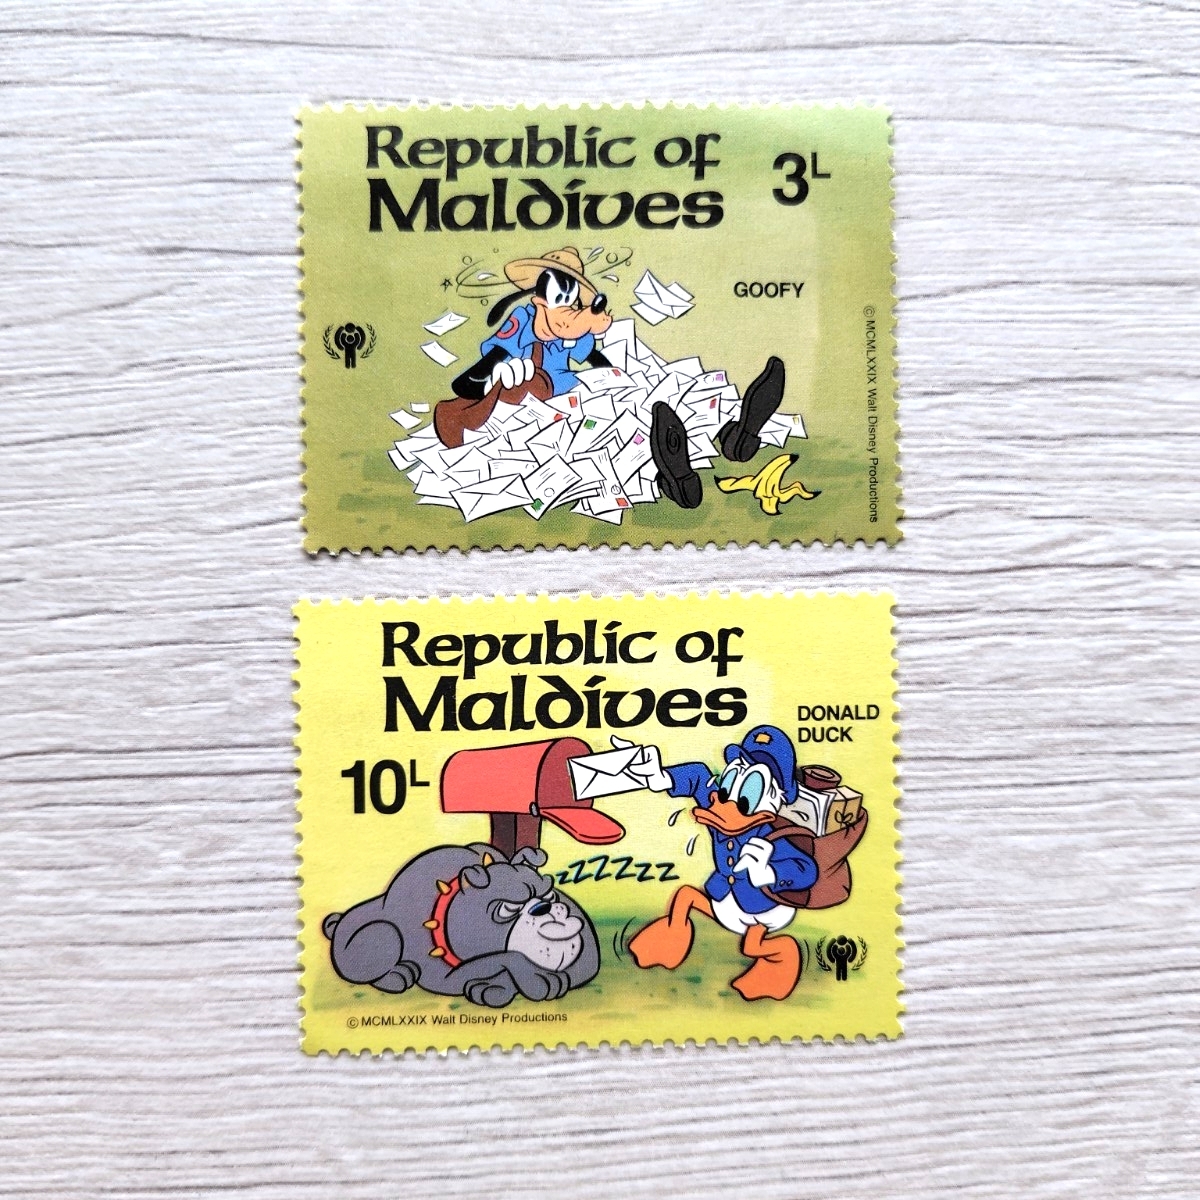 Republic of
Maldives
3L
GOOFY
© MCMLXXIX Walt Disney Productions
Republic of
Maldives
DONALD
DUCK
10L
zZZZZZ
© MCMLXXIX Walt Disney Productions